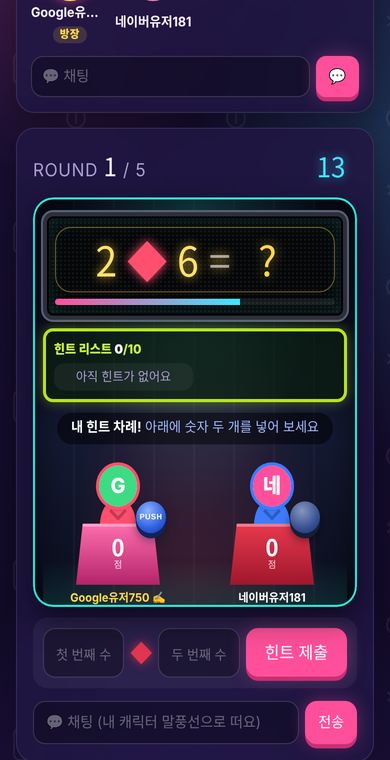 Google유...
네이버유저181
방장
💬 채팅
💬
ROUND 1 / 5
13
2 ♦ 6 = ?
힌트 리스트 0/10
아직 힌트가 없어요
내 힌트 차례! 아래에 숫자 두 개를 넣어 보세요
G
네
PUSH
0
점
0
점
Google유저750 ✍️
네이버유저181
첫 번째 수 ♦ 두 번째 수
힌트 제출
💬 채팅 (내 캐릭터 말풍선으로 떠요)
전송